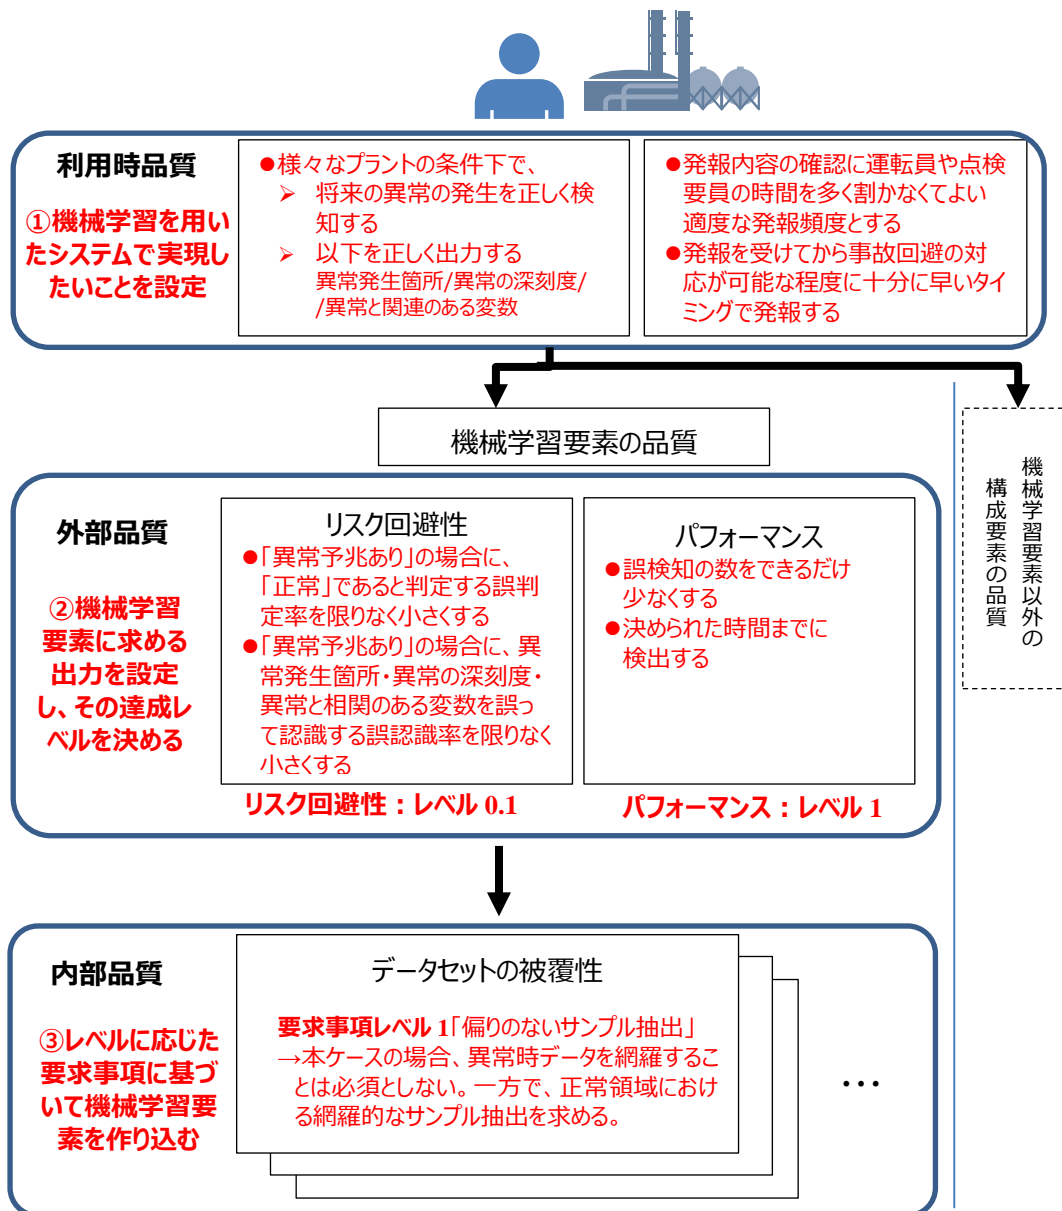 利用時品質
①機械学習を用い
たシステムで実現し
たいことを設定
●様々なプラントの条件下で、
➢ 将来の異常の発生を正しく検
知する
➢ 以下を正しく出力する
異常発生箇所/異常の深刻度/
/異常と関連のある変数
●発報内容の確認に運転員や点検
要員の時間を多く割かなくてよい
適度な発報頻度とする
●発報を受けてから事故回避の対
応が可能な程度に十分に早いタイ
ミングで発報する
機械学習要素の品質
機械学習要素以外の
構成要素の品質
外部品質
②機械学習
要素に求める
出力を設定
し、その達成レ
ベルを決める
リスク回避性
●「異常予兆あり」の場合に、
「正常」であると判定する誤判
定率を限りなく小さくする
●「異常予兆あり」の場合に、異
常発生箇所・異常の深刻度・
異常と相関のある変数を誤っ
て認識する誤認識率を限りなく
小さくする
リスク回避性：レベル 0.1
パフォーマンス
●誤検知の数をできるだけ
少なくする
●決められた時間までに
検出する
パフォーマンス：レベル 1
内部品質
③レベルに応じた
要求事項に基づ
いて機械学習要
素を作り込む
データセットの被覆性
要求事項レベル 1「偏りのないサンプル抽出」
→本ケースの場合、異常時データを網羅するこ
とは必須としない。一方で、正常領域におけ
る網羅的なサンプル抽出を求める。
…